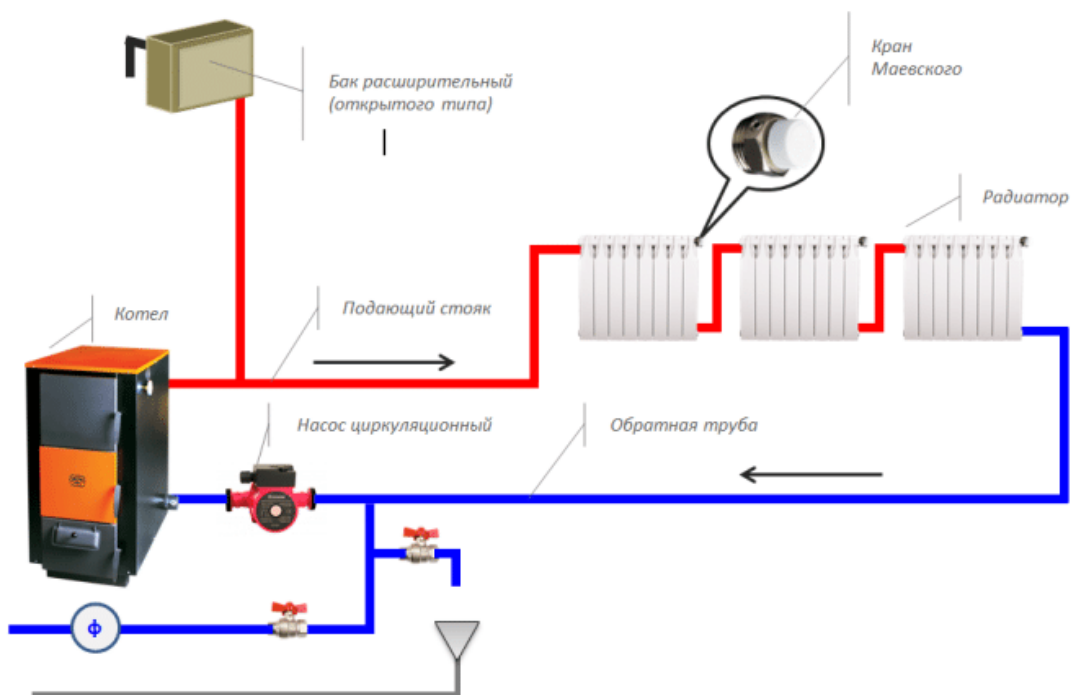 Бак расширительный
(открытого типа)
Кран
Маевского
Радиатор
Котел
Подающий стояк
Насос циркуляционный
Обратная труба
ф